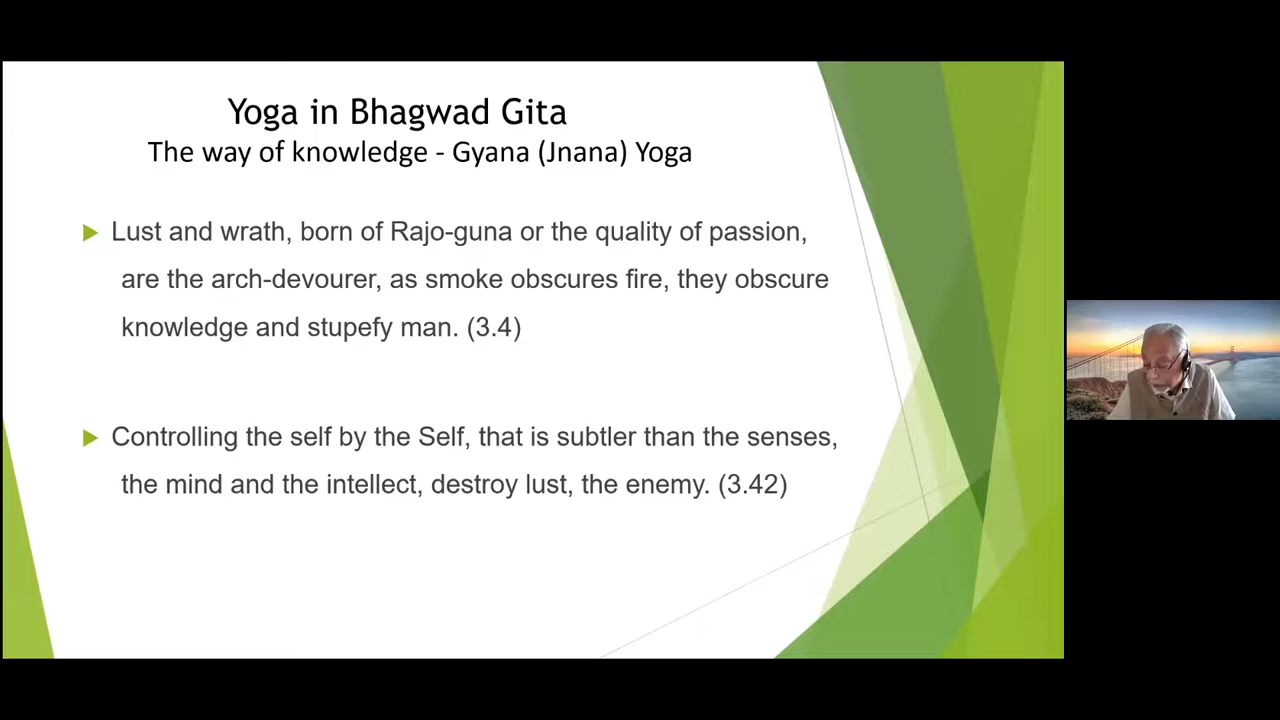 Yoga in Bhagwad Gita
The way of knowledge - Gyana (Jnana) Yoga
Lust and wrath, born of Rajo-guna or the quality of passion,
are the arch-devourer, as smoke obscures fire, they obscure
knowledge and stupefy man. (3.4)
Controlling the self by the Self, that is subtler than the senses,
the mind and the intellect, destroy lust, the enemy. (3.42)